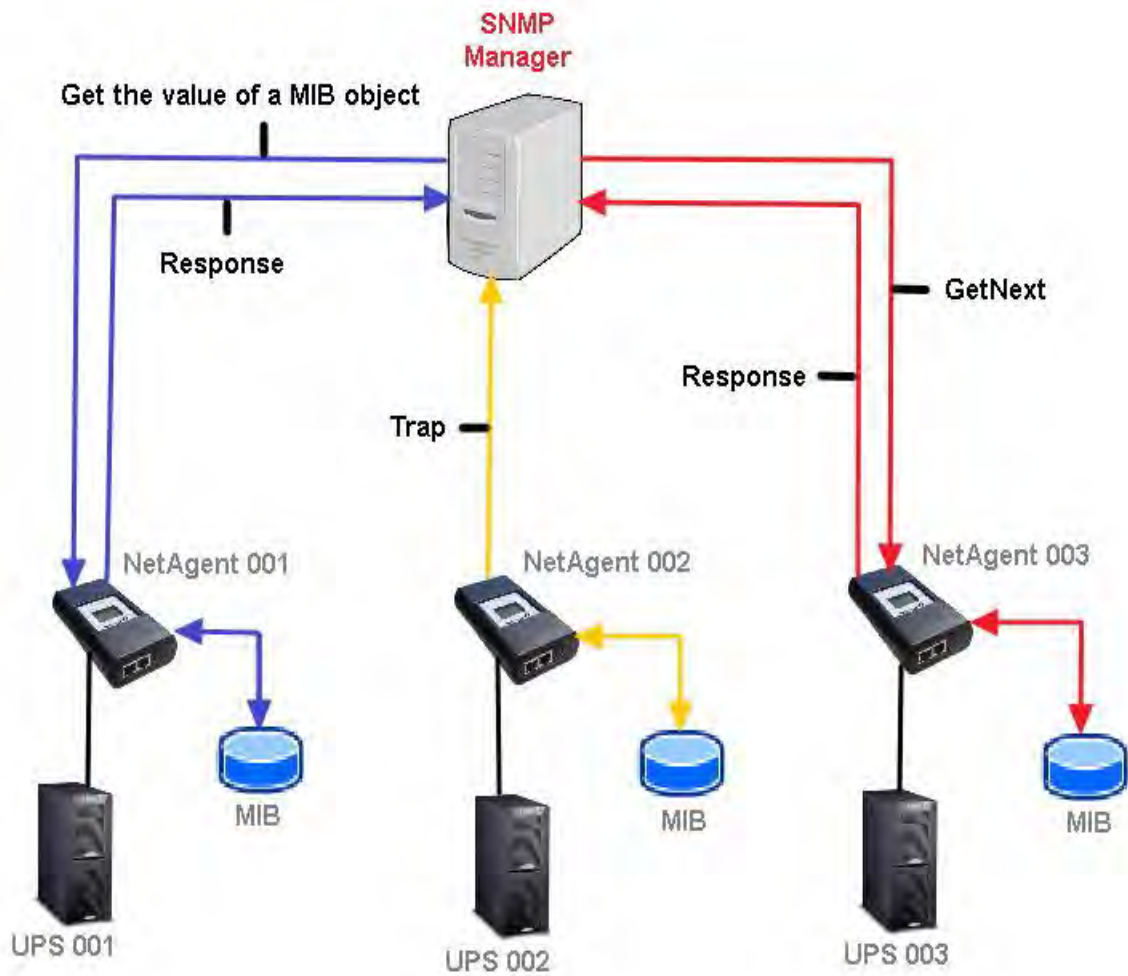 SNMP
Manager
Get the value of a MIB object
Response
GetNext
Response
Trap
NetAgent 001
NetAgent 002
NetAgent 003
MIB
MIB
MIB
UPS 001
UPS 002
UPS 003